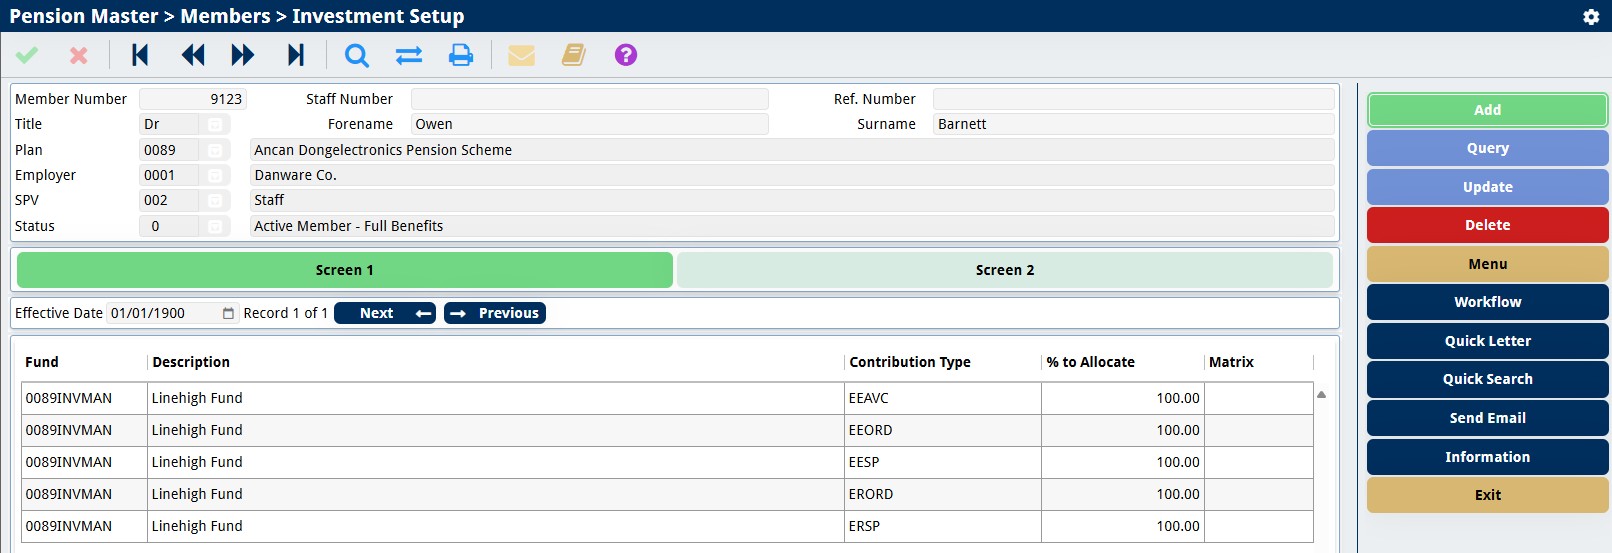 Pension Master > Members > Investment Setup
Member Number 9123 Staff Number Ref. Number
Title Dr Forename Owen Surname Barnett
Plan 0089 Ancan Dongelectronics Pension Scheme
Employer 0001 Danware Co.
SPV 002 Staff
Status 0 Active Member - Full Benefits
Screen 1 Screen 2
Effective Date 01/01/1900 Record 1 of 1 Next Previous
Fund Description Contribution Type % to Allocate Matrix
0089INVMAN Linehigh Fund EEAVC 100.00
0089INVMAN Linehigh Fund EEORD 100.00
0089INVMAN Linehigh Fund EESP 100.00
0089INVMAN Linehigh Fund ERORD 100.00
0089INVMAN Linehigh Fund ERSP 100.00
Add
Query
Update
Delete
Menu
Workflow
Quick Letter
Quick Search
Send Email
Information
Exit